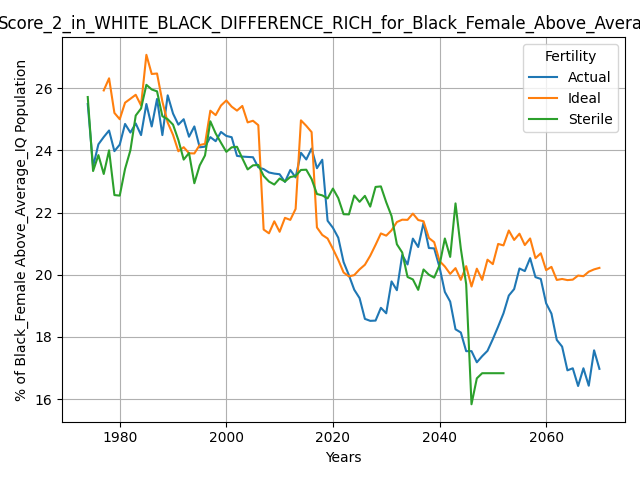 Score_2_in_WHITE_BLACK_DIFFERENCE_RICH_for_Black_Female_Above_Avera
% of Black_Female Above_Average_IQ Population
26
24
22
20
18
16
1980 2000 2020 2040 2060
Years
Fertility
Actual
Ideal
Sterile